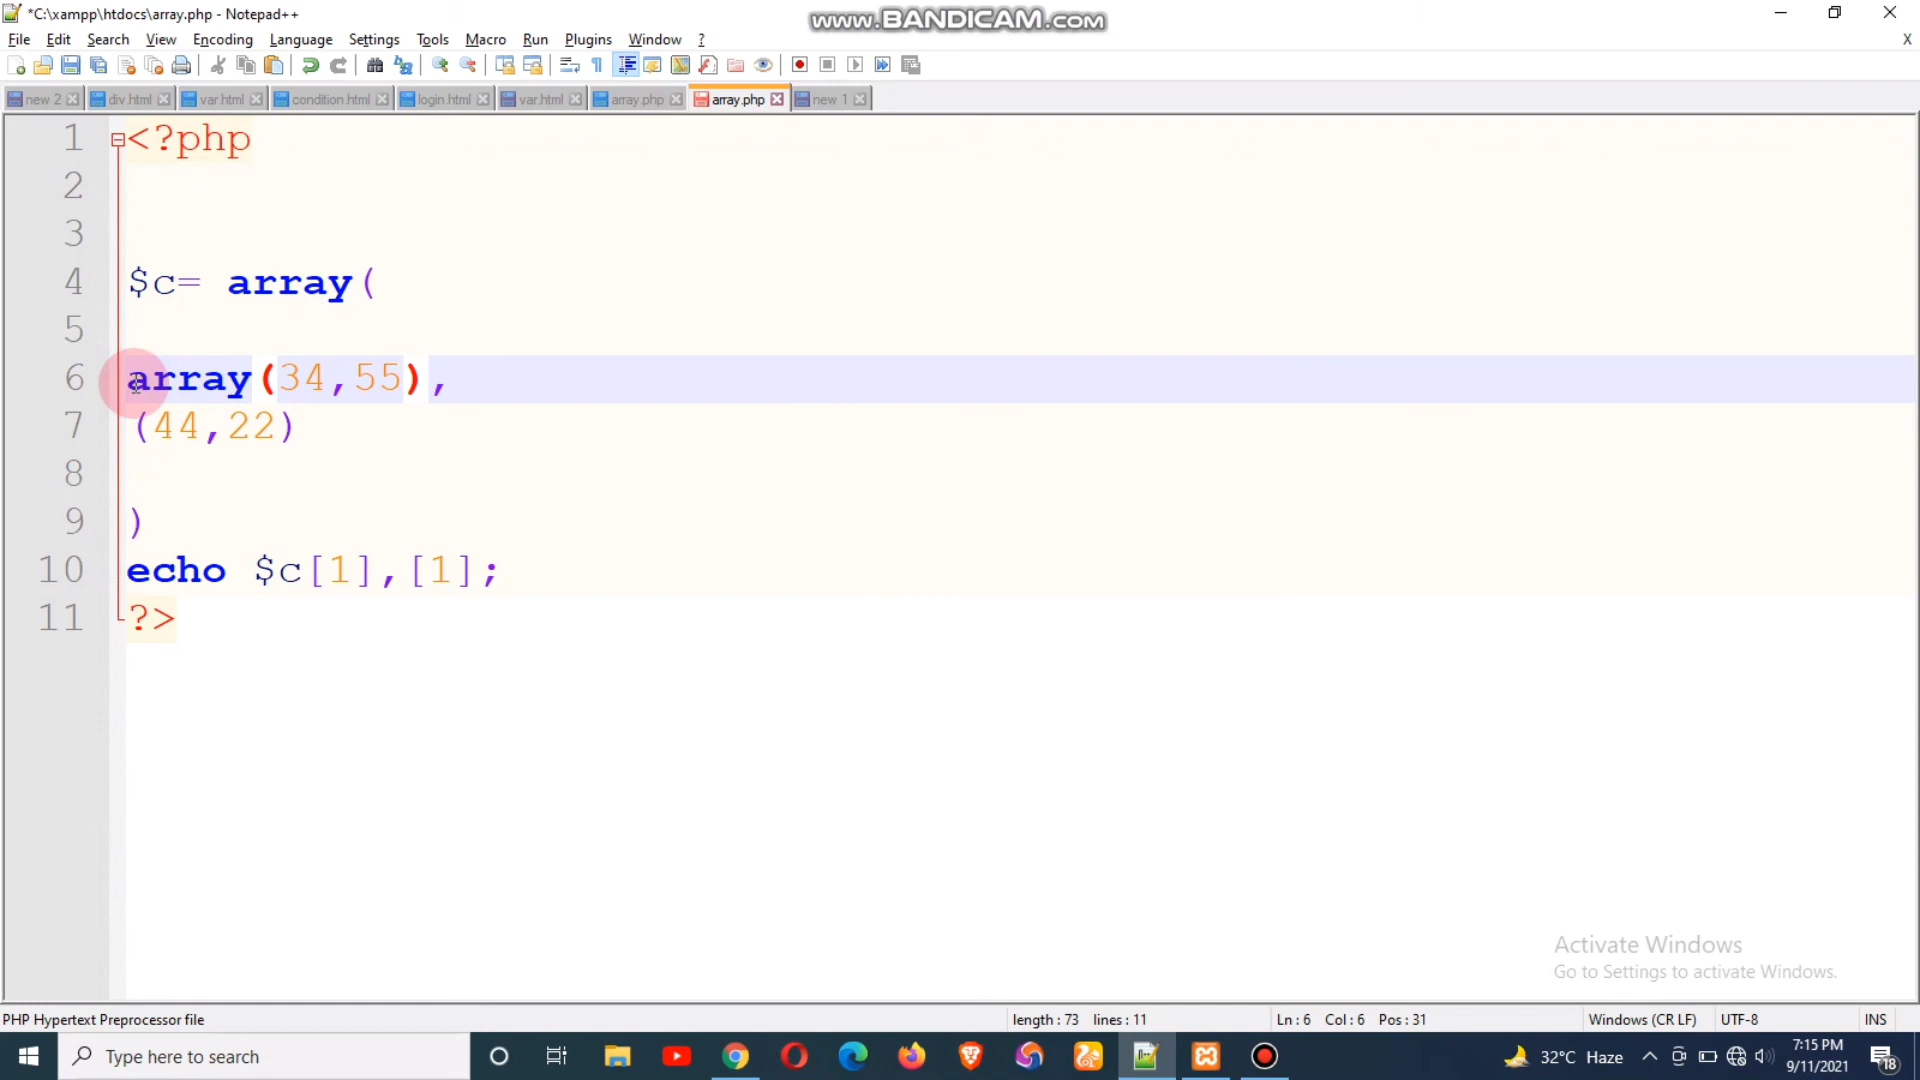 *C:\xampp\htdocs\array.php - Notepad++
www.BANDICAM.com
File Edit Search View Encoding Language Settings Tools Macro Run Plugins Window ? X
new 2 div.html var.html condition.html login.html var.html array.php array.php new 1
1 <?php
2
3
4 $c= array(
5
6 array(34,55),
7 (44,22)
8
9 )
10 echo $c[1],[1];
11 ?>
Activate Windows
Go to Settings to activate Windows.
PHP Hypertext Preprocessor file length : 73 lines : 11 Ln : 6 Col : 6 Pos : 31 Windows (CR LF) UTF-8 INS
Type here to search 32°C Haze 7:15 PM
9/11/2021 18